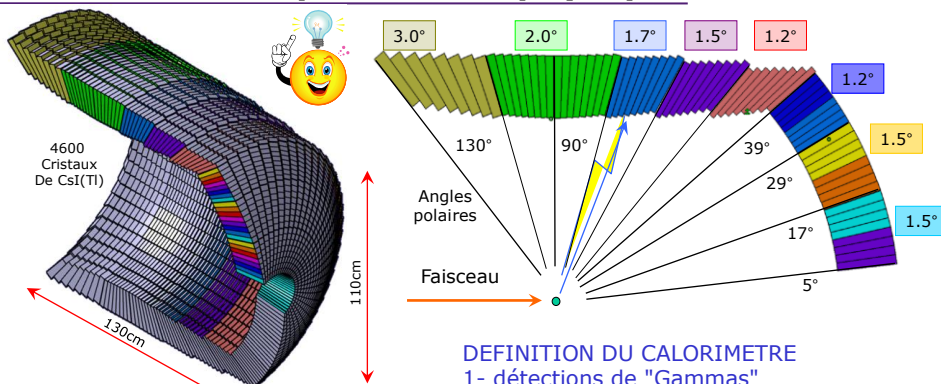 3.0°
2.0°
1.7°
1.5°
1.2°
1.2°
1.5°
1.5°
4600
Cristaux
De CsI(Tl)
130°
90°
39°
29°
17°
5°
Angles
polaires
Faisceau
110cm
130cm
DEFINITION DU CALORIMETRE
1- détections de "Gammas"